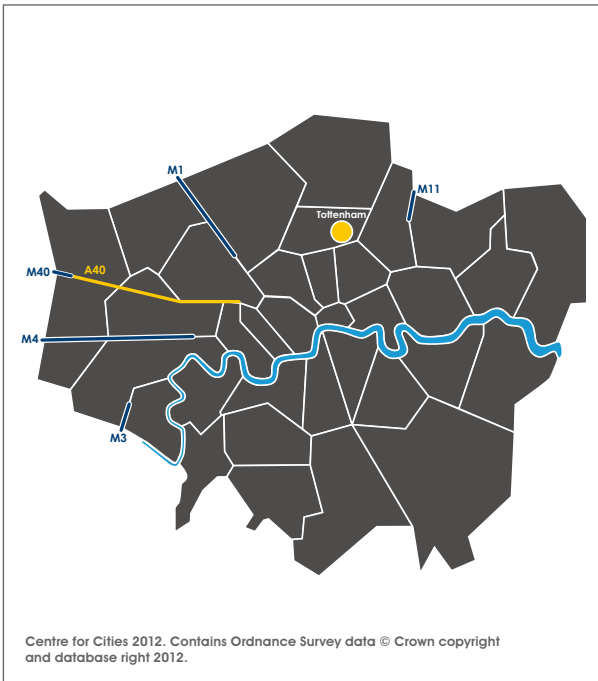 M1
M11
Tottenham
M40
A40
M4
M3
Centre for Cities 2012. Contains Ordnance Survey data © Crown copyright
and database right 2012.